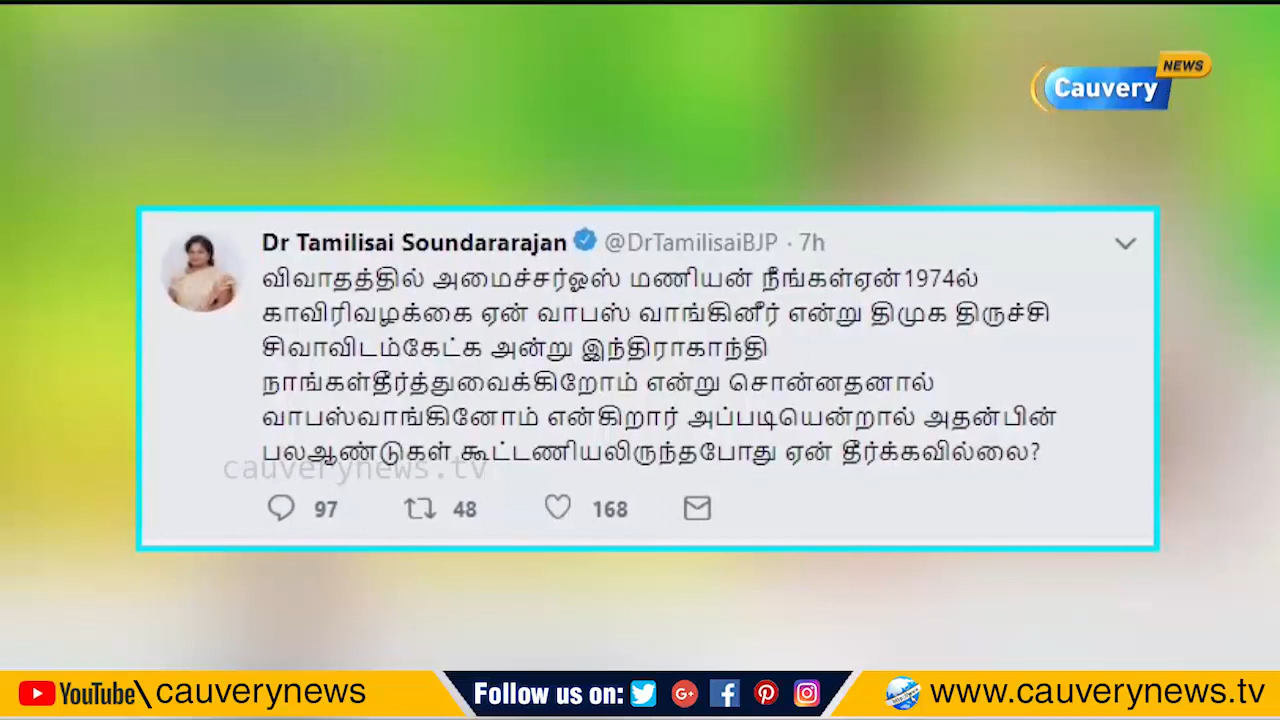 NEWS
Cauvery
Dr Tamilisai Soundararajan @DrTamilisaiBJP · 7h
விவாதத்தில் அமைச்சர்ஓஸ் மணியன் நீங்கள்ஏன்1974ல்
காவிரிவழக்கை ஏன் வாபஸ் வாங்கினீர் என்று திமுக திருச்சி
சிவாவிடம்கேட்க அன்று இந்திராகாந்தி
நாங்கள்தீர்த்துவைக்கிறோம் என்று சொன்னதனால்
வாபஸ்வாங்கினோம் என்கிறார் அப்படியென்றால் அதன்பின்
பலஆண்டுகள் கூட்டணியலிருந்தபோது ஏன் தீர்க்கவில்லை?
cauverynews.tv
97 48 168
YouTube\cauverynews Follow us on: www.cauverynews.tv